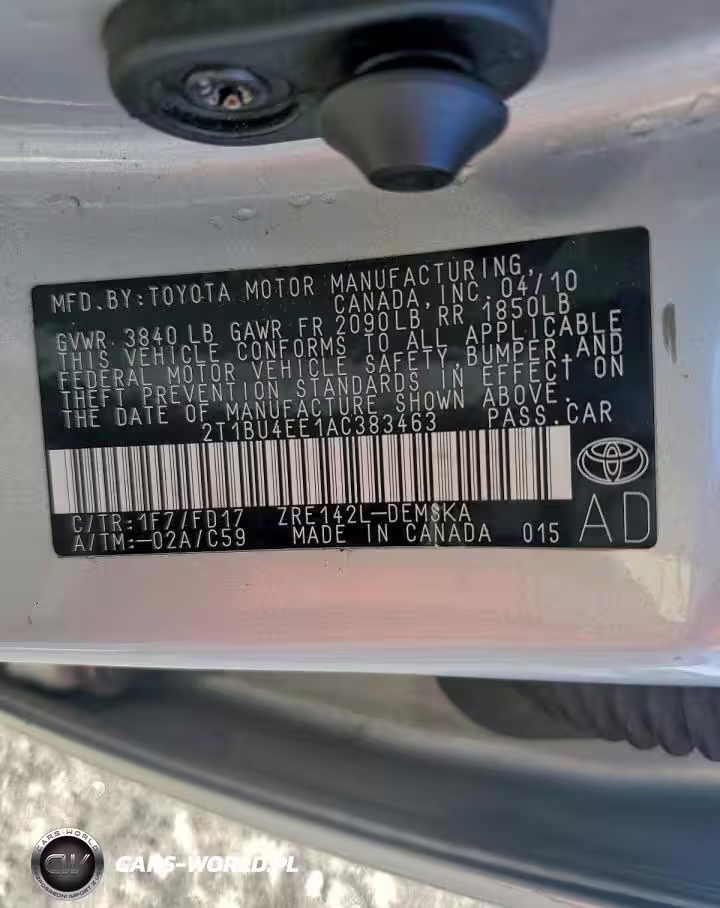 MFD.BY:TOYOTA MOTOR MANUFACTURING,
CANADA, INC. 04/10
GVWR 3840 LB GAWR FR 2090LB RR 1850LB
THIS VEHICLE CONFORMS TO ALL APPLICABLE
FEDERAL MOTOR VEHICLE SAFETY, BUMPER, AND
THEFT PREVENTION STANDARDS IN EFFECT ON
THE DATE OF MANUFACTURE SHOWN ABOVE.
2T1BU4EE1AC383463 PASS.CAR
C/TR:1F7/FD17 ZRE142L-DEMSKA
A/TM:-02A/C59 MADE IN CANADA 015
AD
CARS-WORLD
CW
CARS-WORLD.PL